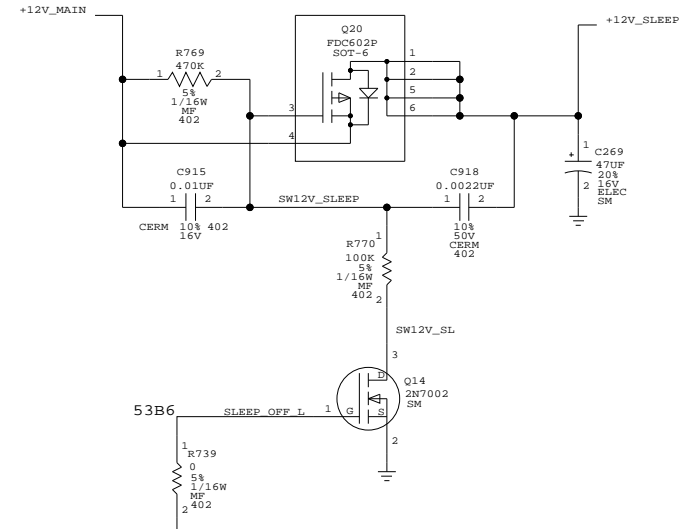 +12V_MAIN
+12V_SLEEP
Q20
FDC602P
SOT-6
R769
470K
1
2
5%
1/16W
MF
402
3
4
1
2
5
6
C915
0.01UF
1
2
CERM
10%
402
16V
SW12V_SLEEP
C918
0.0022UF
1
2
10%
50V
CERM
402
+
1
C269
47UF
20%
16V
2
ELEC
SM
1
R770
100K
5%
1/16W
MF
402
2
SW12V_SL
3
D
Q14
2N7002
SM
G
S
53B6
SLEEP_OFF_L
1
2
1
R739
0
5%
1/16W
MF
402
2